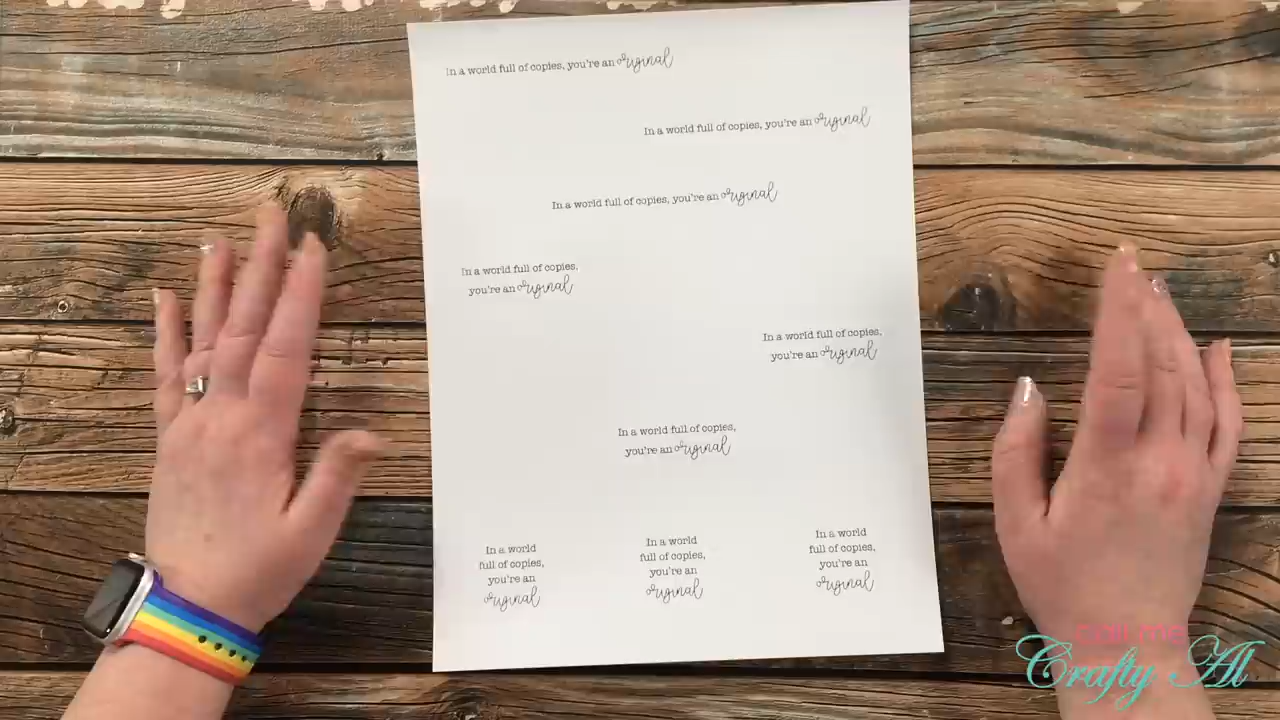 In a world full of copies, you're an original
In a world full of copies, you're an original
In a world full of copies, you're an original
In a world full of copies,
you're an original
In a world full of copies,
you're an original
In a world full of copies,
you're an original
In a world
full of copies,
you're an
original
In a world
full of copies,
you're an
original
In a world
full of copies,
you're an
original
call me
Crafty Al